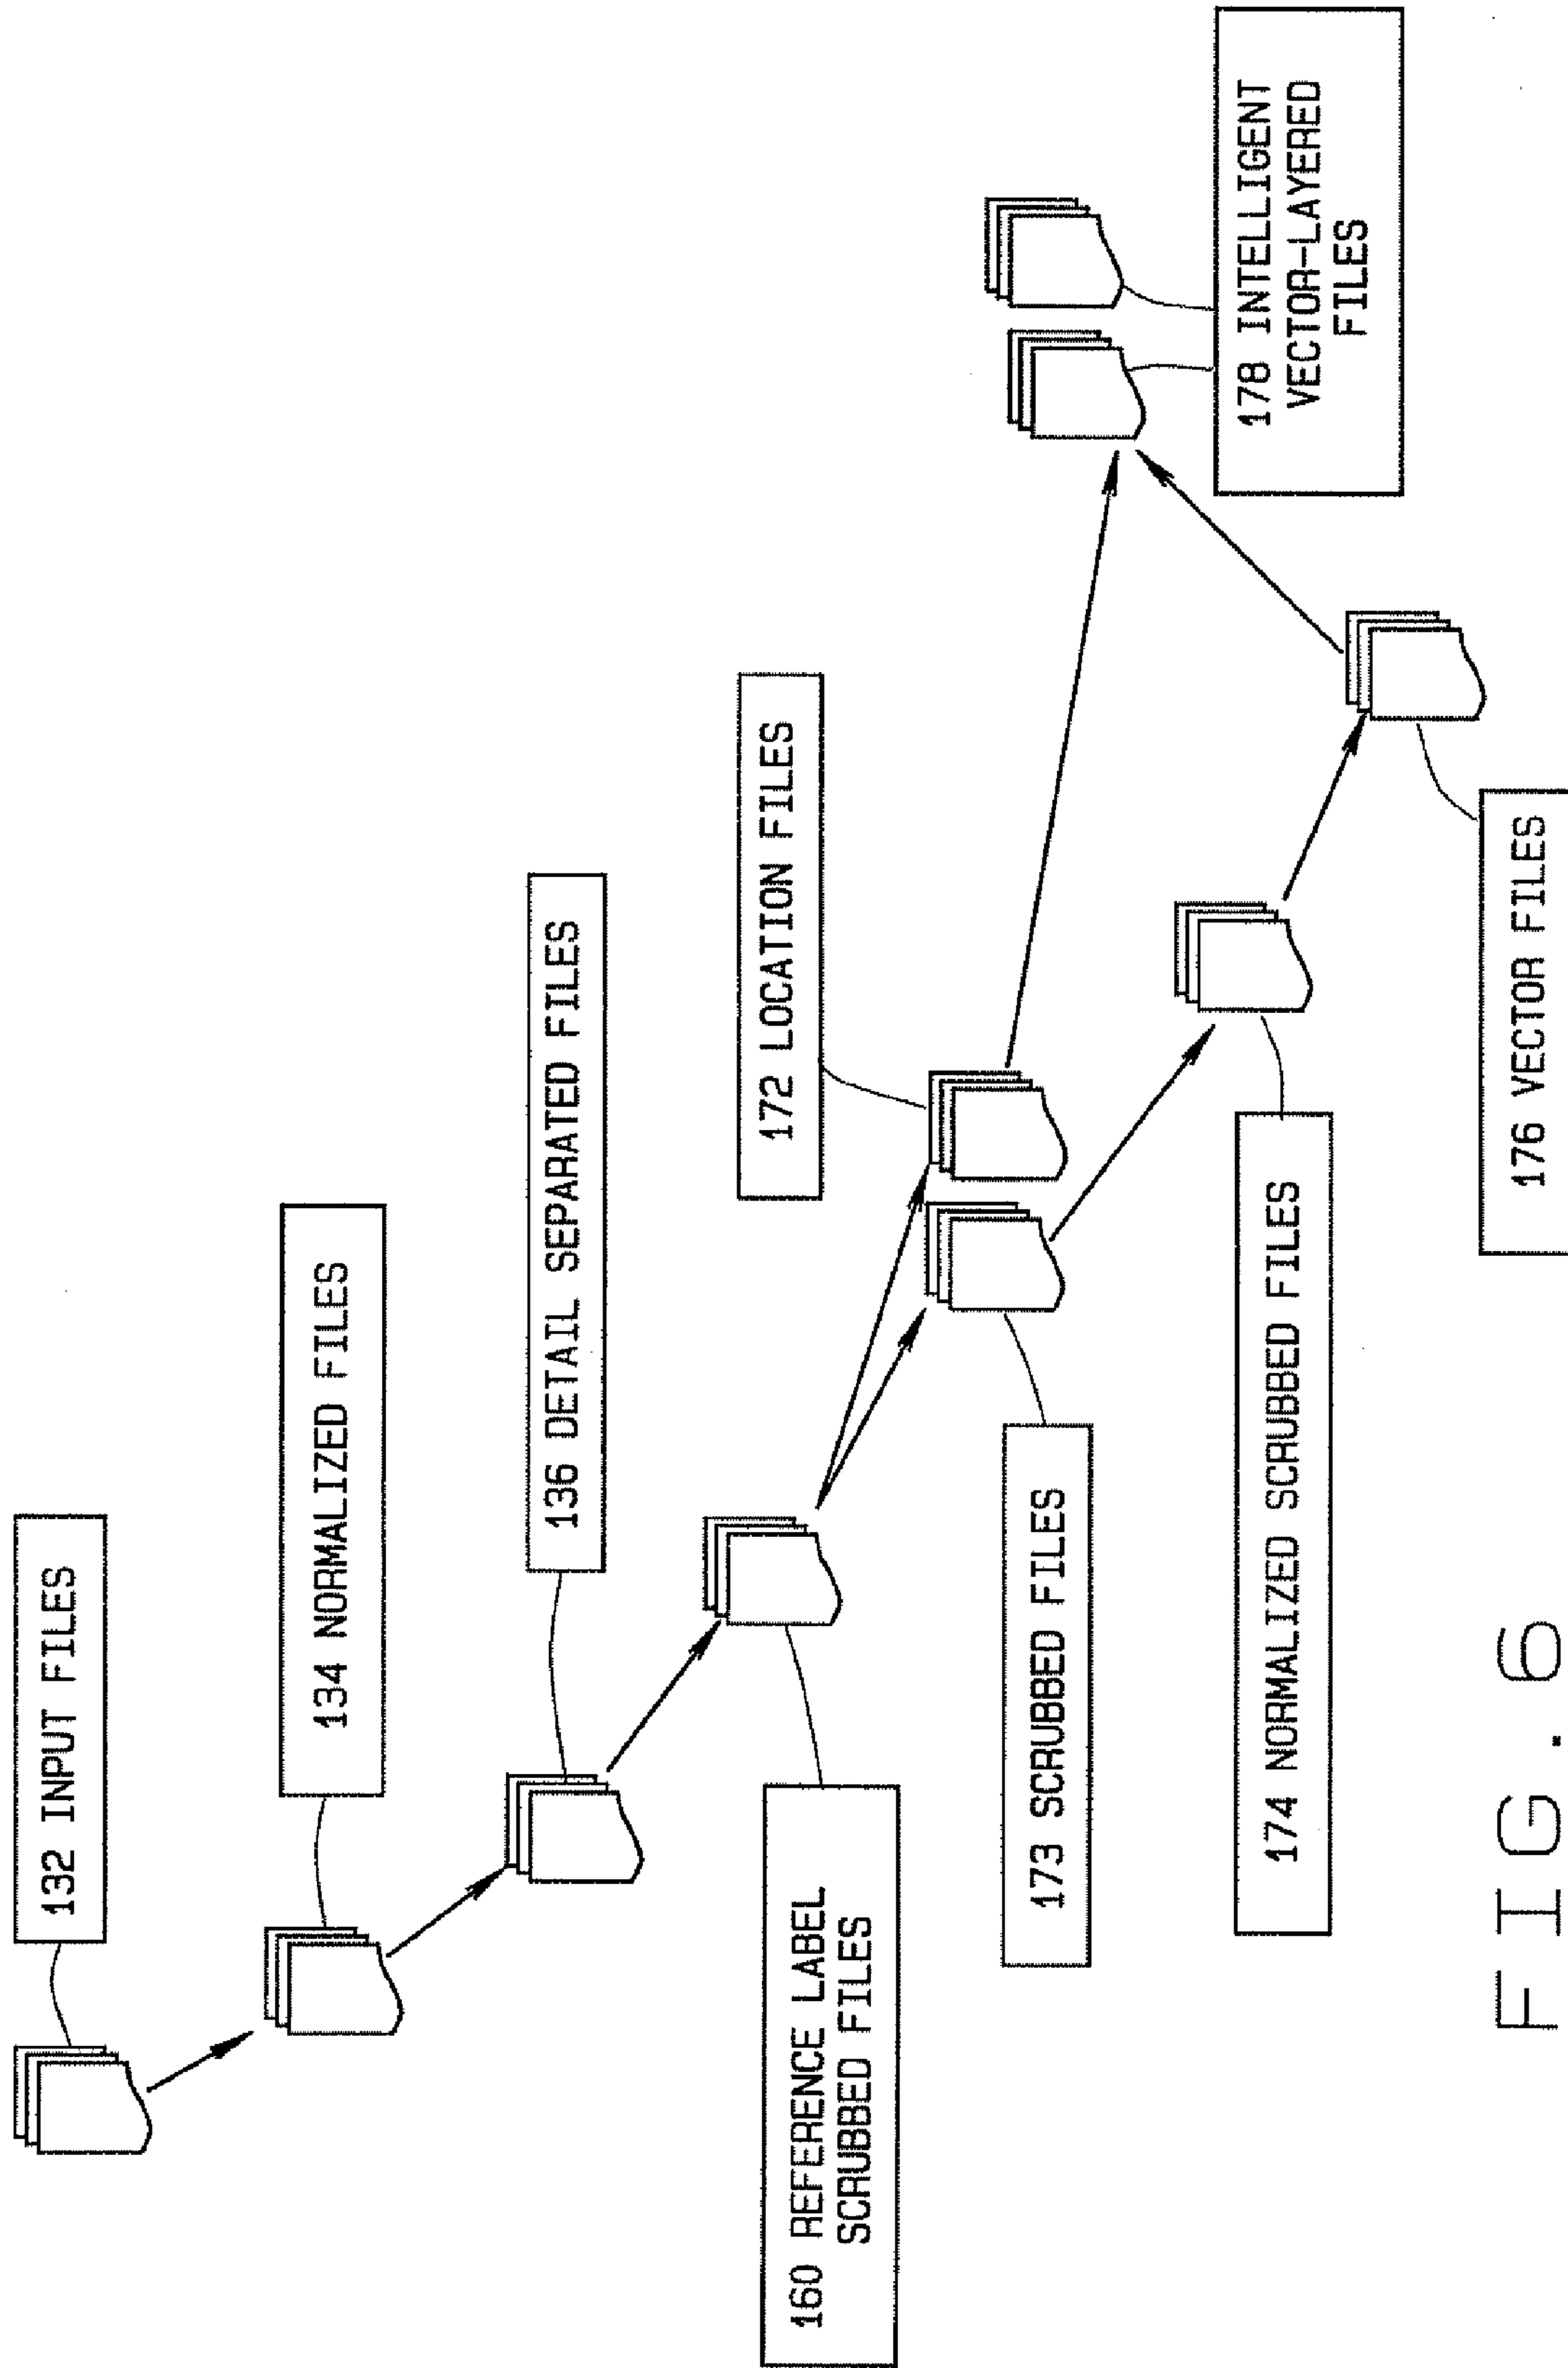 132 INPUT FILES
134 NORMALIZED FILES
136 DETAIL SEPARATED FILES
160 REFERENCE LABEL
SCRUBBED FILES
172 LOCATION FILES
173 SCRUBBED FILES
174 NORMALIZED SCRUBBED FILES
176 VECTOR FILES
178 INTELLIGENT
VECTOR-LAYERED
FILES
FIG. 6